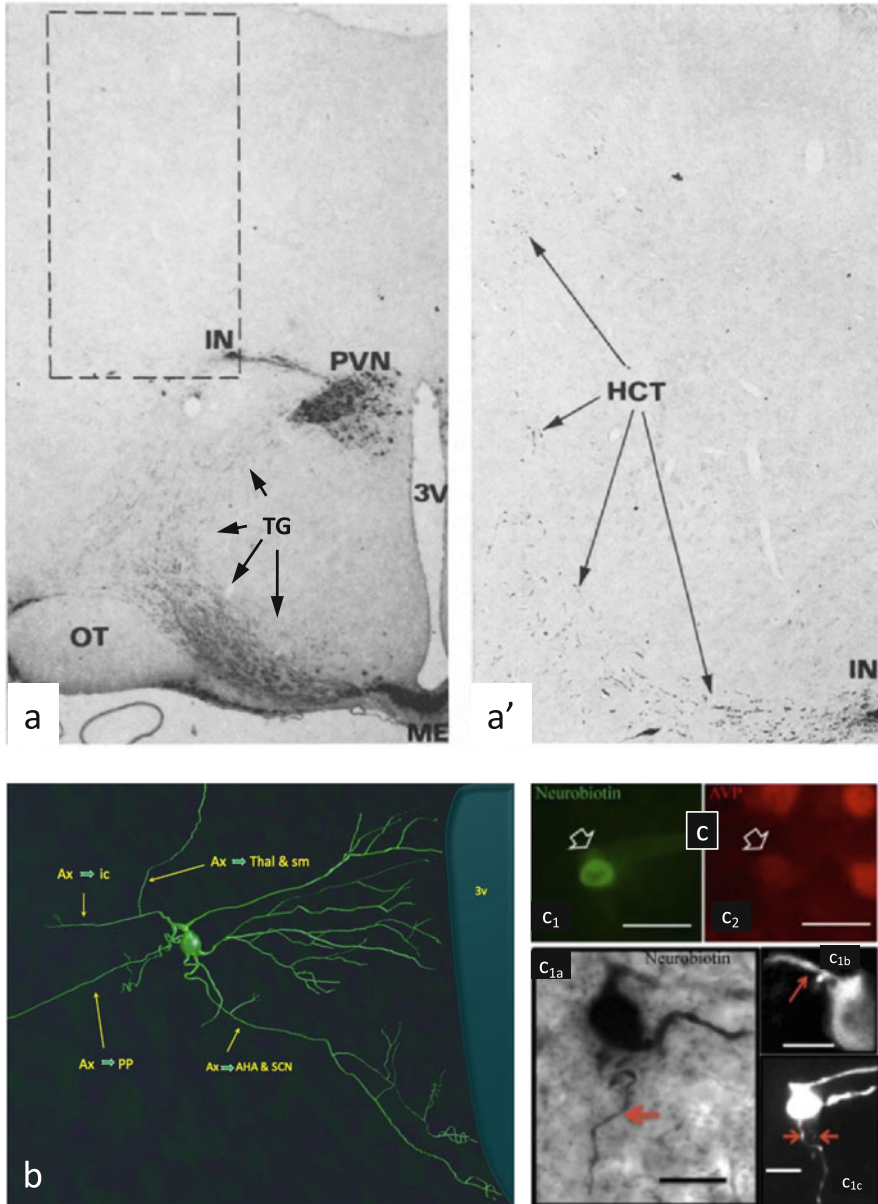 IN
PVN
3V
TG
OT
ME
a
HCT
IN
a’
Ax ⇒ Thal & sm
Ax ⇒ ic
3v
Ax ⇒ PP
Ax ⇒ AHA & SCN
b
Neurobiotin
AVP
c
c1
c2
c1a
Neurobiotin
c1b
c1c